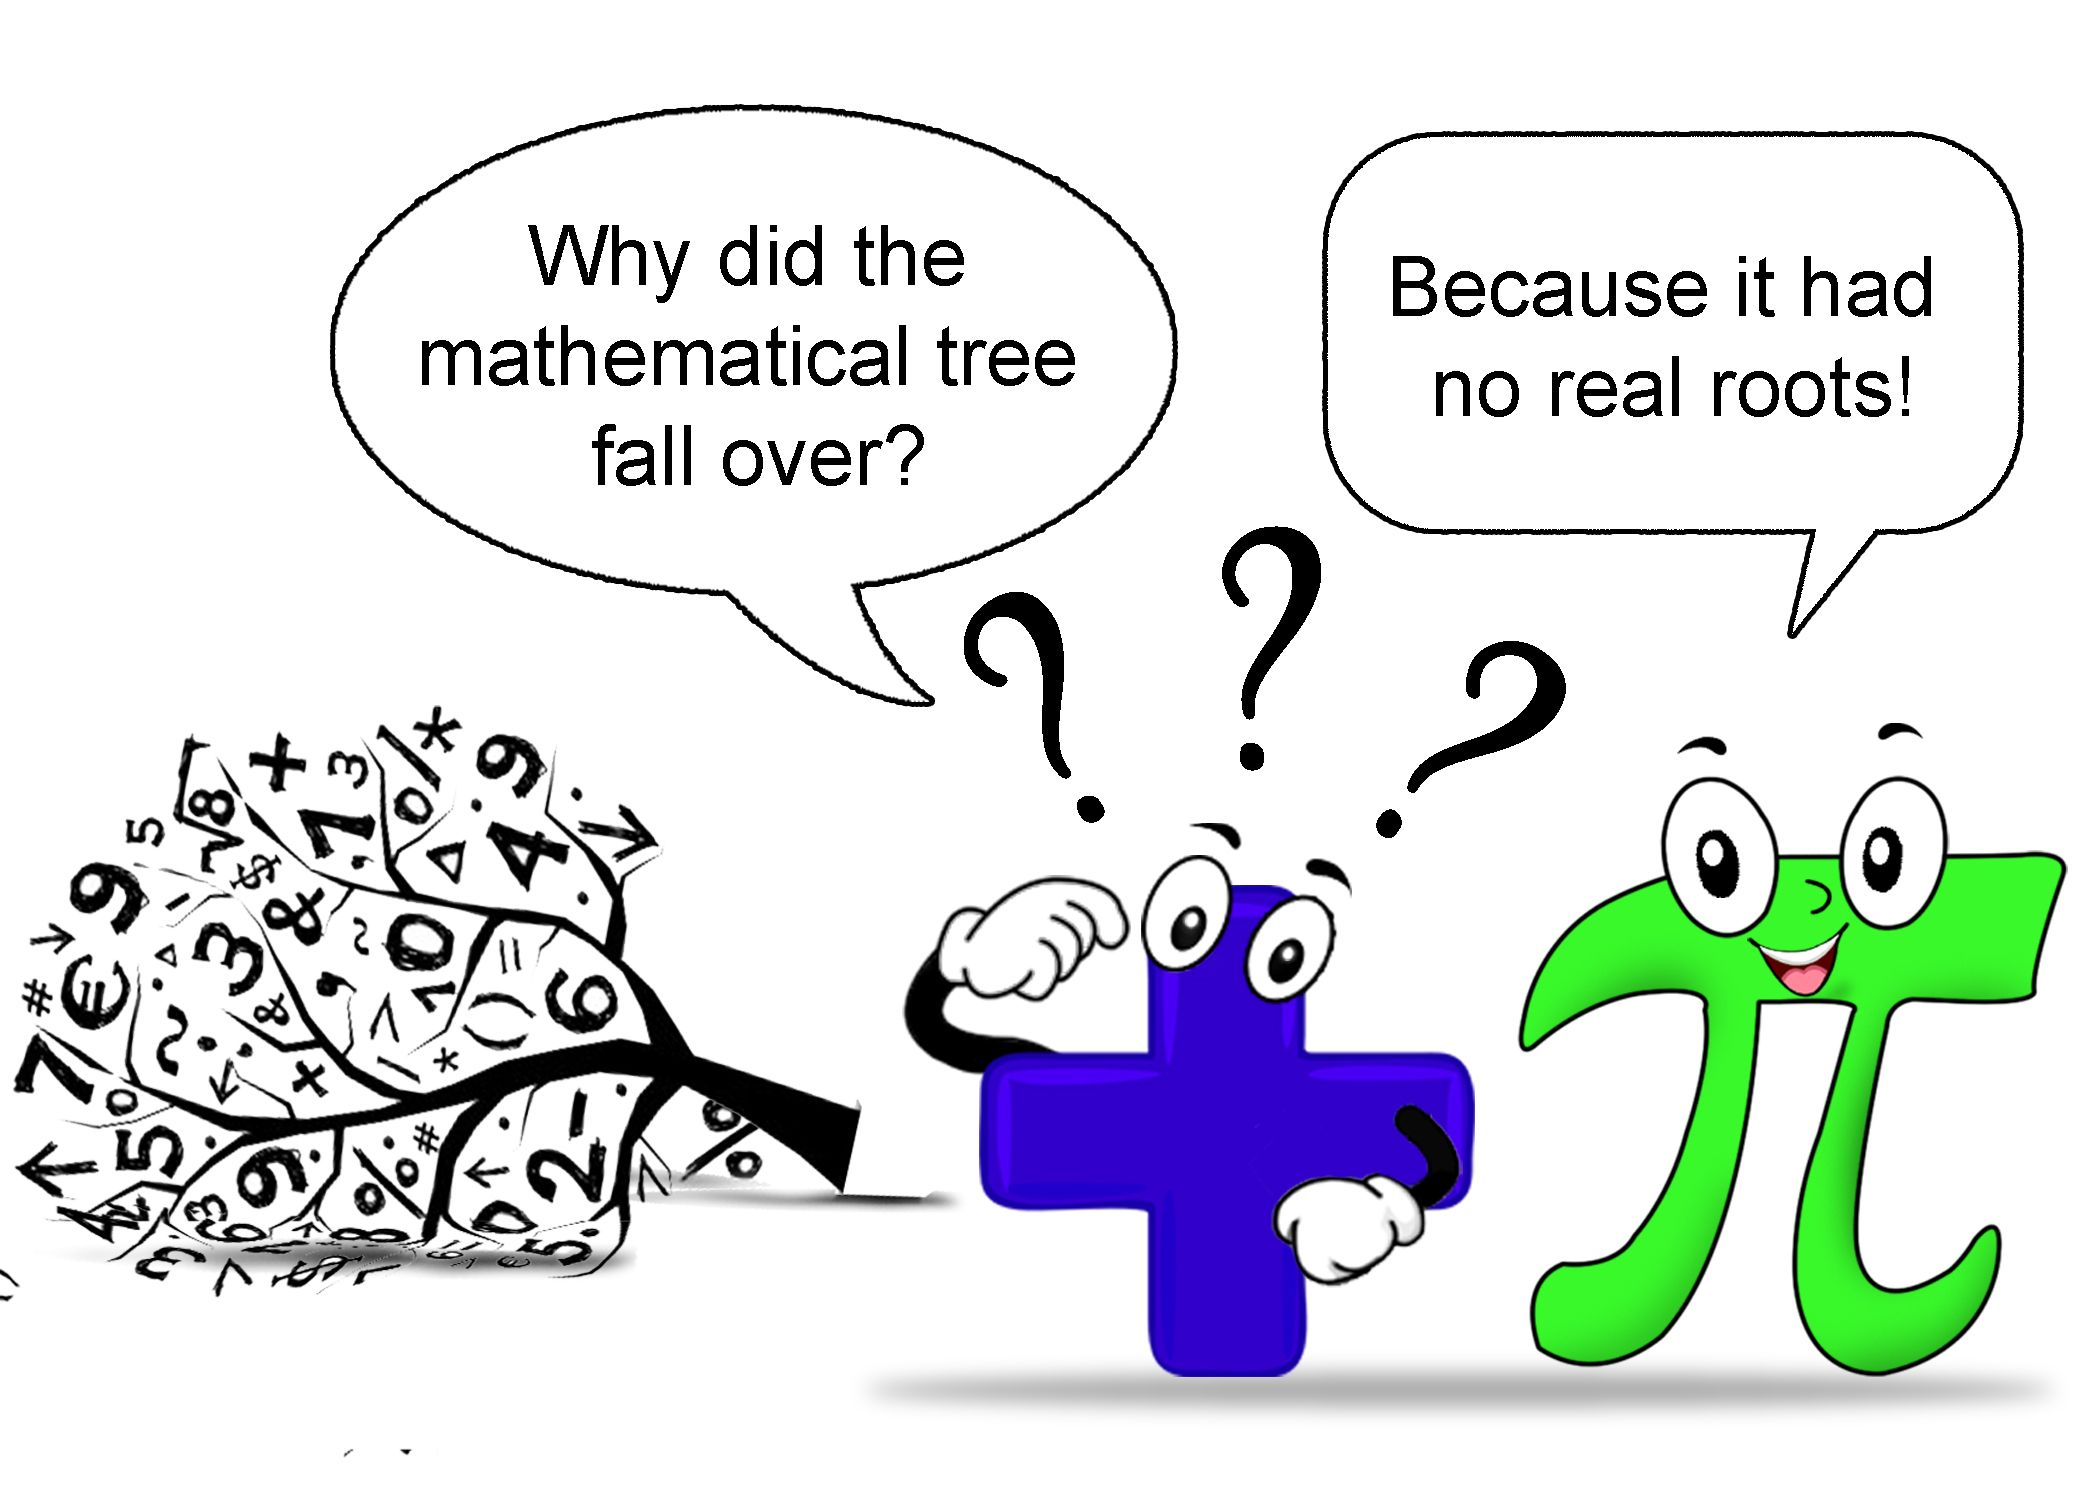 Why did the
mathematical tree
fall over?
Because it had
no real roots!
? ? ?